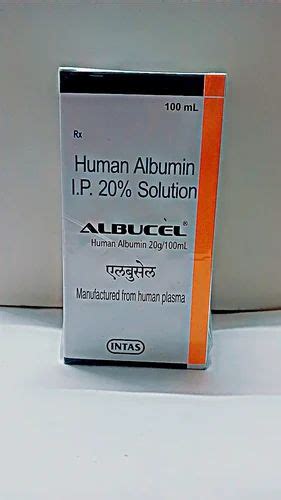 100 mL
Rx
Human Albumin
I.P. 20% Solution
ALBUCEL®
Human Albumin 20g/100mL
एलबुसेल
Manufactured from human plasma
INTAS